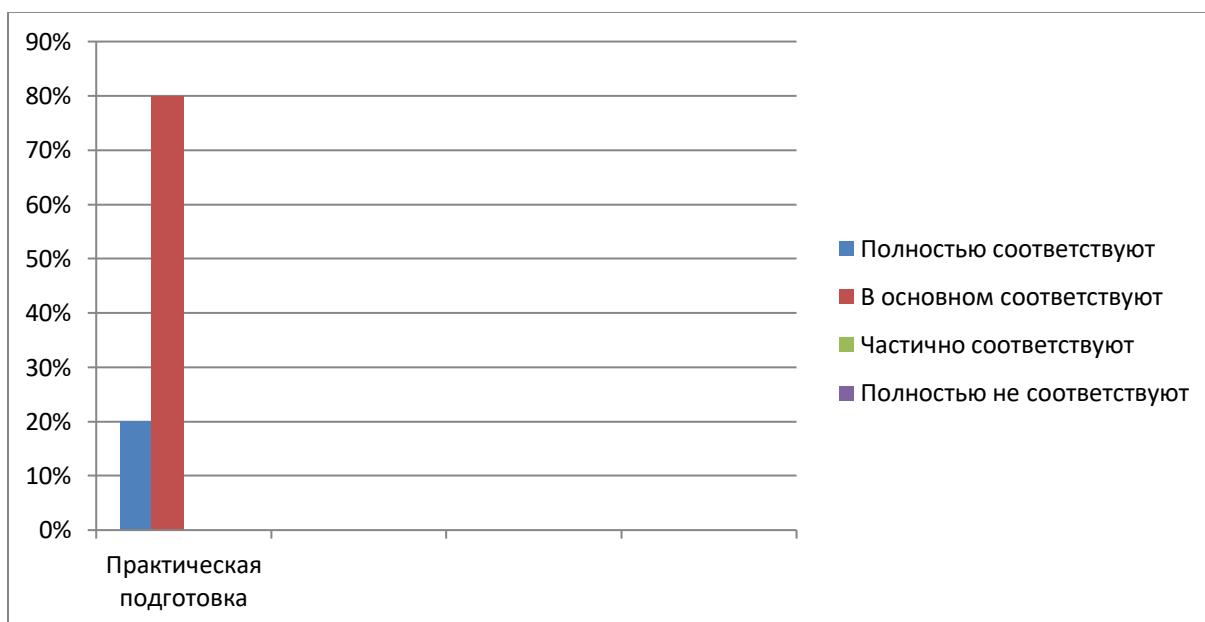 90%
80%
70%
60%
50%
40%
30%
20%
10%
0%
Практическая
подготовка
Полностью соответствуют
В основном соответствуют
Частично соответствуют
Полностью не соответствуют